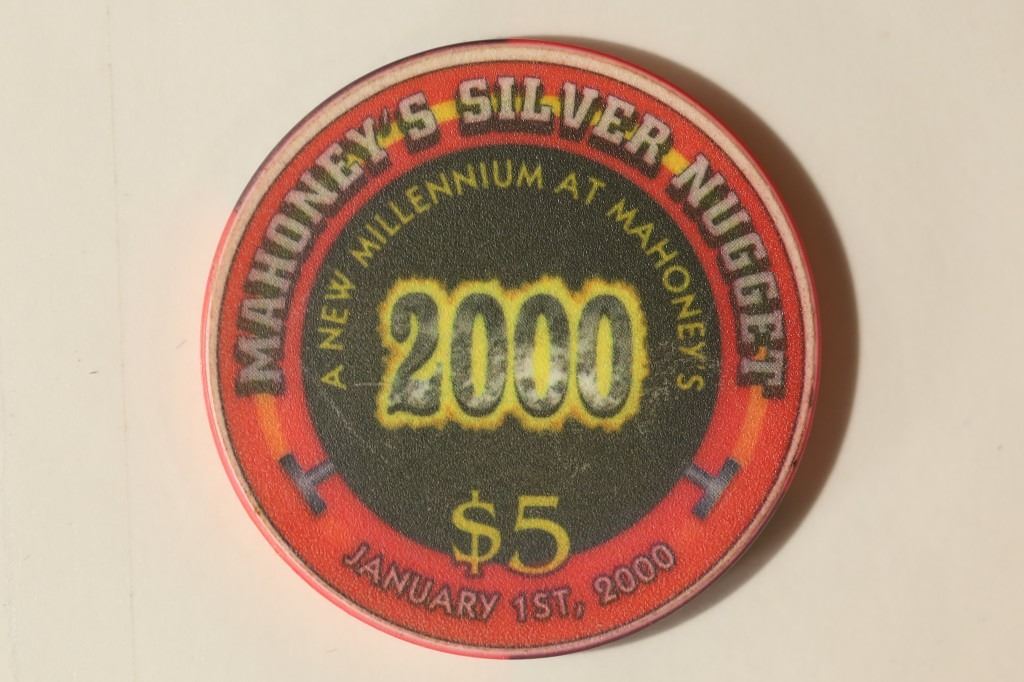 MAHONEY'S SILVER NUGGET
A NEW MILLENNIUM AT MAHONEY'S
2000
$5
JANUARY 1ST, 2000